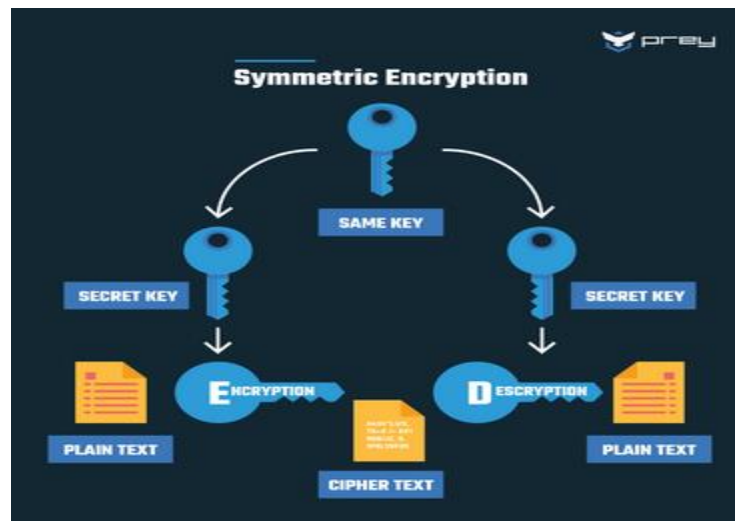 prey
Symmetric Encryption
SAME KEY
SECRET KEY
SECRET KEY
ENCRYPTION
DESCRYPTION
PLAIN TEXT
PLAIN TEXT
CIPHER TEXT